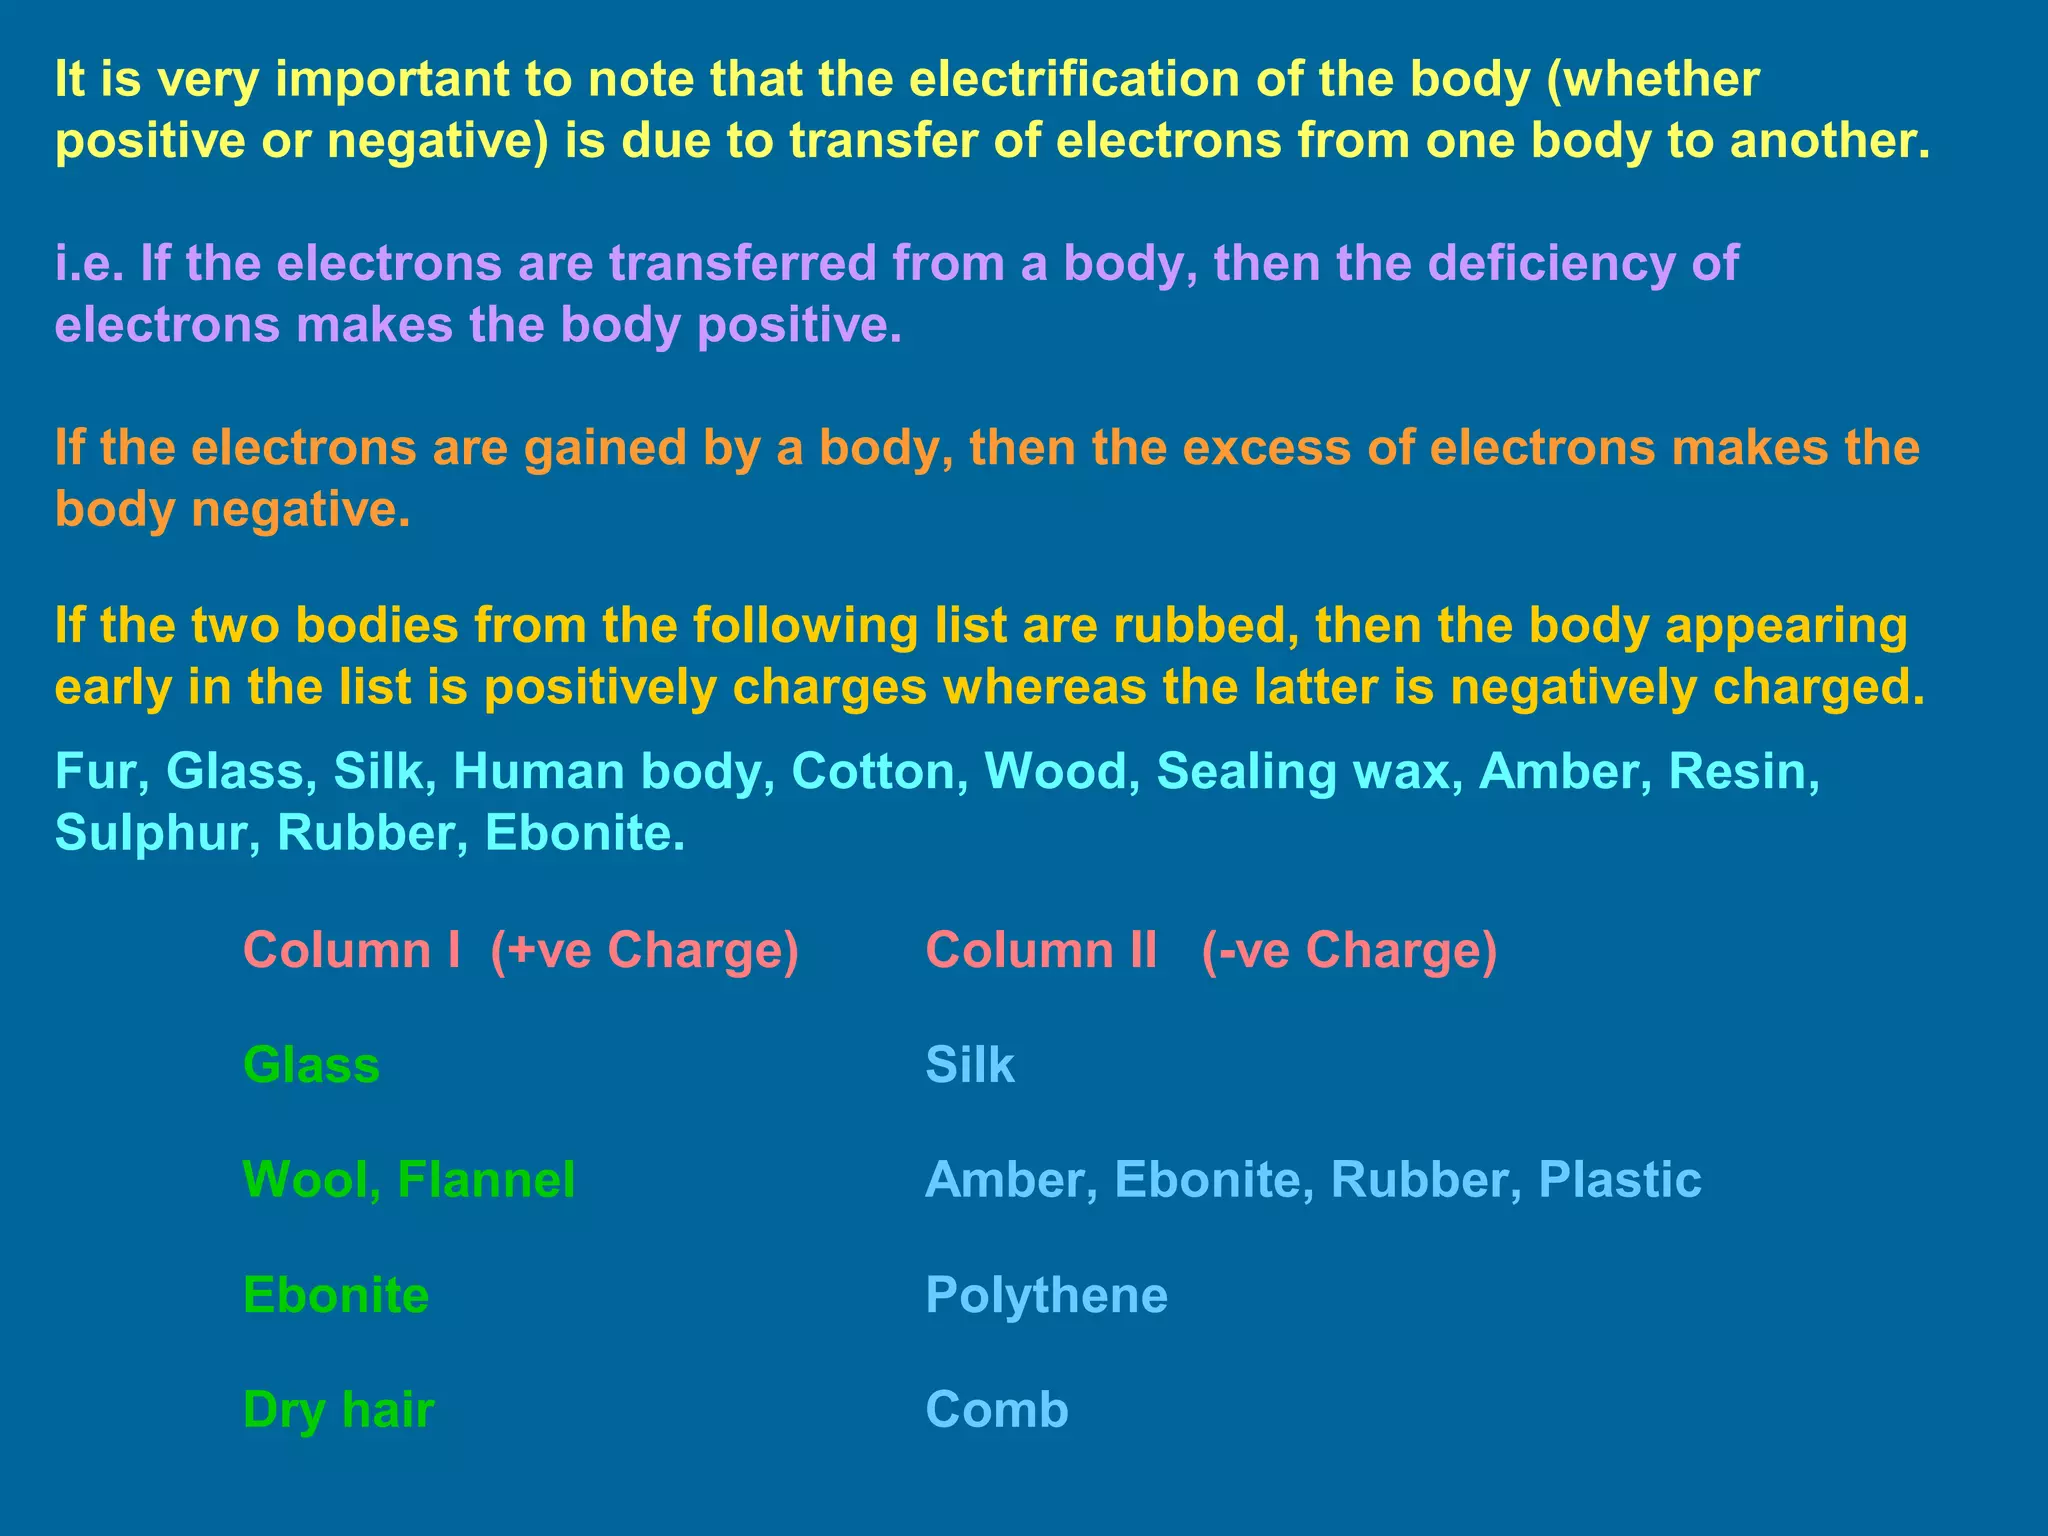 It is very important to note that the electrification of the body (whether
positive or negative) is due to transfer of electrons from one body to another.
i.e. If the electrons are transferred from a body, then the deficiency of
electrons makes the body positive.
If the electrons are gained by a body, then the excess of electrons makes the
body negative.
If the two bodies from the following list are rubbed, then the body appearing
early in the list is positively charges whereas the latter is negatively charged.
Fur, Glass, Silk, Human body, Cotton, Wood, Sealing wax, Amber, Resin,
Sulphur, Rubber, Ebonite.
Column I (+ve Charge) Column II (-ve Charge)
Glass Silk
Wool, Flannel Amber, Ebonite, Rubber, Plastic
Ebonite Polythene
Dry hair Comb